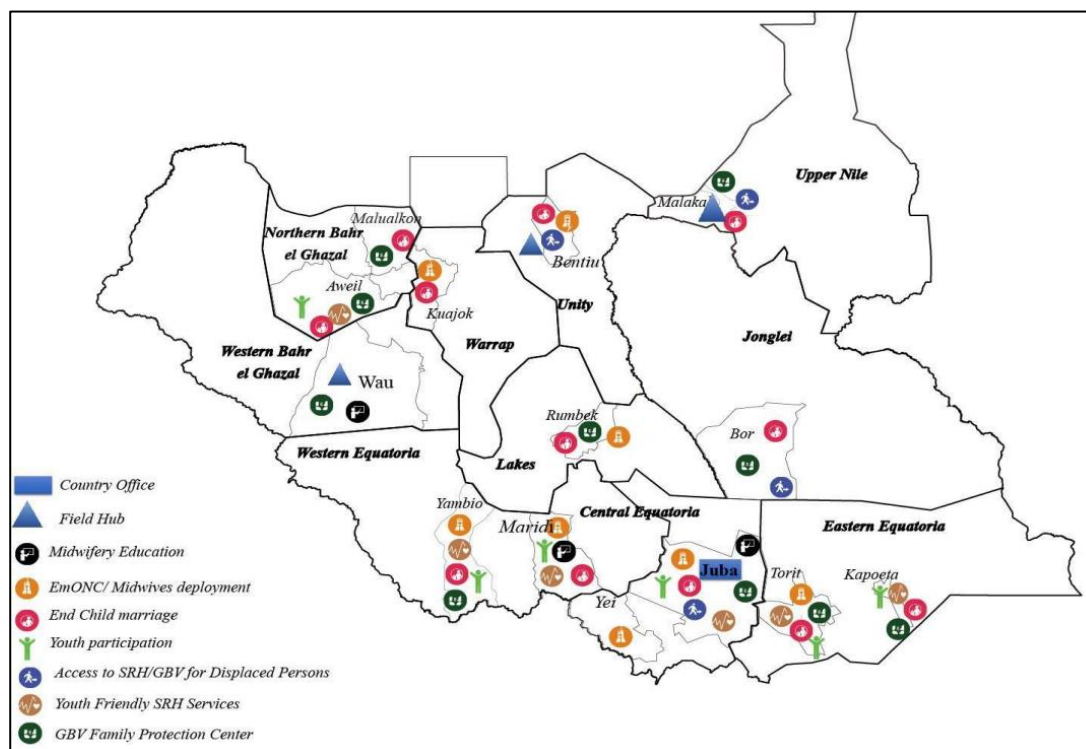 Upper Nile
Malaka
Malualkon
Northern Bahr
el Ghazal
Bentiu
Aweil
Kuajok
Unity
Jonglei
Warrap
Western Bahr
el Ghazal
Wau
Rumbek
Bor
Western Equatoria
Lakes
Country Office
Field Hub
Midwifery Education
EmONC/ Midwives deployment
End Child marriage
Youth participation
Access to SRH/GBV for Displaced Persons
Youth Friendly SRH Services
GBV Family Protection Center
Yambio
Maridi
Central Equatoria
Eastern Equatoria
Juba
Torit
Kapoeta
Yei